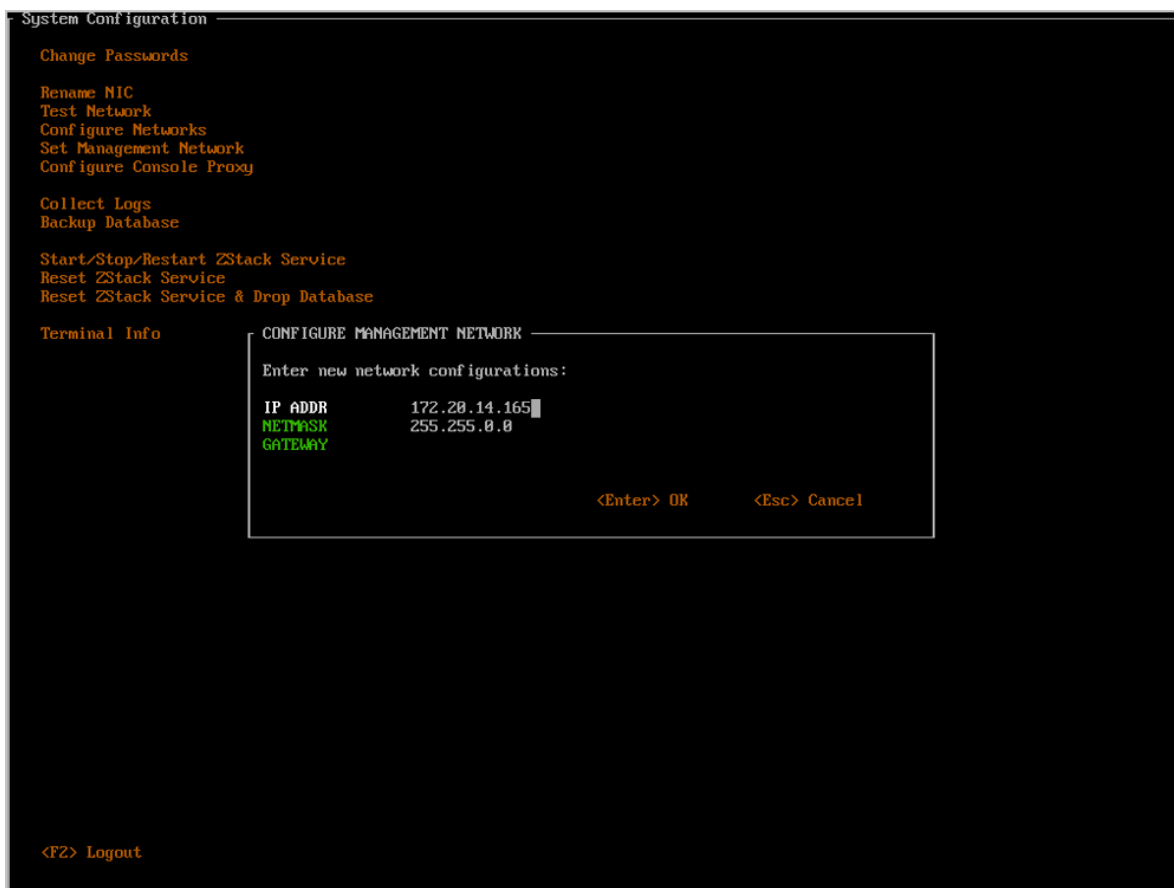 System Configuration
Change Passwords
Rename NIC
Test Network
Configure Networks
Set Management Network
Configure Console Proxy
Collect Logs
Backup Database
Start/Stop/Restart ZStack Service
Reset ZStack Service
Reset ZStack Service & Drop Database
Terminal Info
CONFIGURE MANAGEMENT NETWORK
Enter new network configurations:
IP ADDR 172.20.14.165
NETMASK 255.255.0.0
GATEWAY
<Enter> OK <Esc> Cancel
<F2> Logout